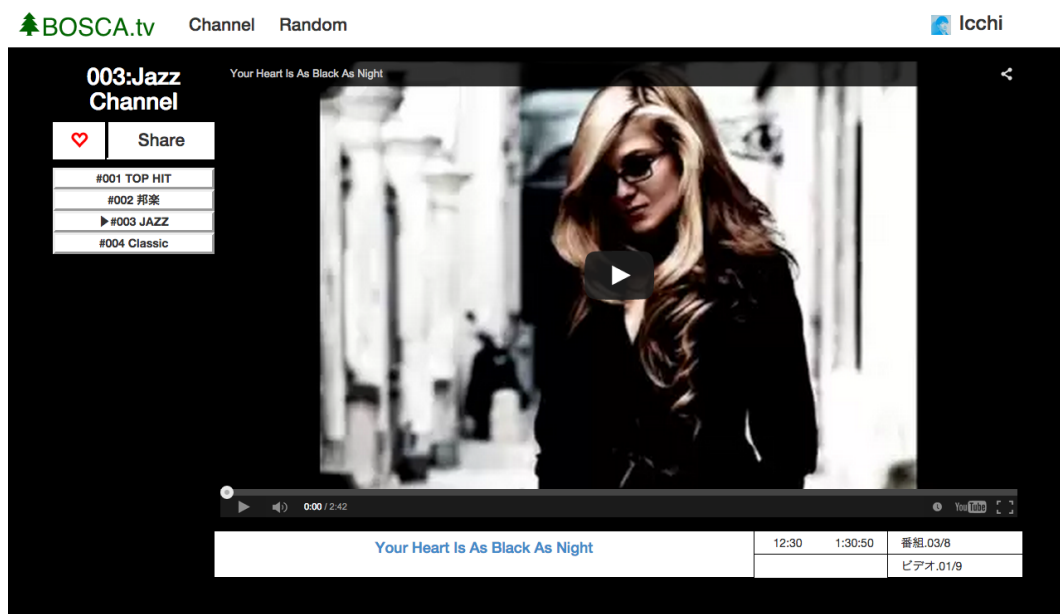 BOSCA.tv Channel Random Icchi
003:Jazz
Channel
Share
#001 TOP HIT
#002 邦楽
#003 JAZZ
#004 Classic
Your Heart Is As Black As Night
0:00 / 2:42
YouTube
Your Heart Is As Black As Night
12:30 1:30:50 番組.03/8
ビデオ.01/9